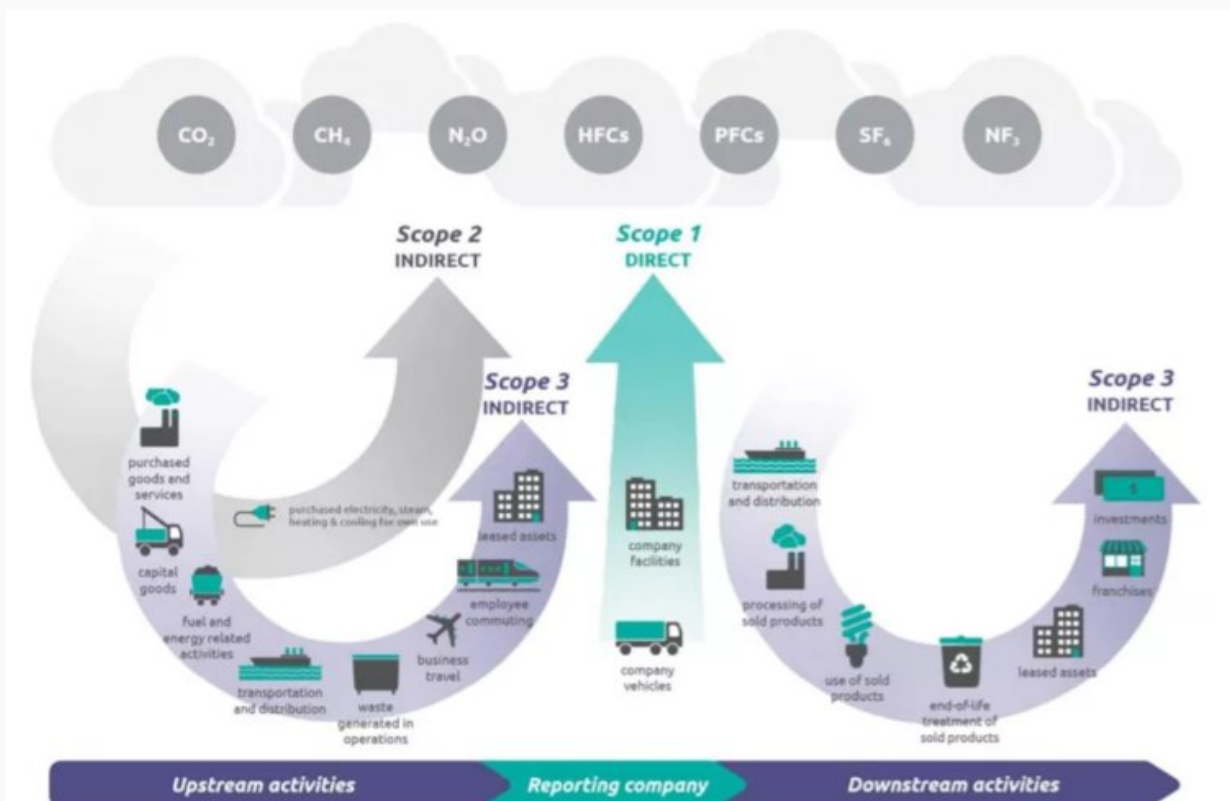 CO₂ CH₄ N₂O HFCs PFCs SF₆ NF₃
Scope 2
INDIRECT
Scope 1
DIRECT
Scope 3
INDIRECT
Scope 3
INDIRECT
purchased
goods and
services
capital
goods
fuel and
energy related
activities
transportation
and distribution
waste
generated in
operations
business
travel
employee
commuting
leased assets
purchased electricity, steam,
heating & cooling for own use
company
facilities
company
vehicles
transportation
and distribution
processing of
sold products
use of sold
products
end-of-life
treatment of
sold products
leased assets
franchises
$
investments
Upstream activities
Reporting company
Downstream activities